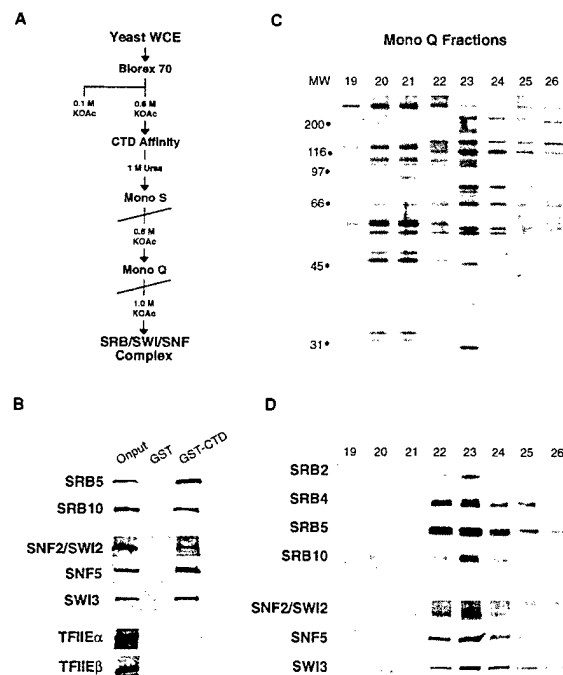 A
Yeast WCE
Biorex 70
0.1 M
KOAc
0.6 M
KOAc
CTD Affinity
1 M Urea
Mono S
0.6 M
KOAc
Mono Q
1.0 M
KOAc
SRB/SWI/SNF
Complex
B
Onput GST GST-CTD
SRB5
SRB10
SNF2/SWI2
SNF5
SWI3
TFIIEα
TFIIEβ
C
Mono Q Fractions
MW 19 20 21 22 23 24 25 26
200•
116•
97•
66•
45•
31•
D
19 20 21 22 23 24 25 26
SRB2
SRB4
SRB5
SRB10
SNF2/SWI2
SNF5
SWI3